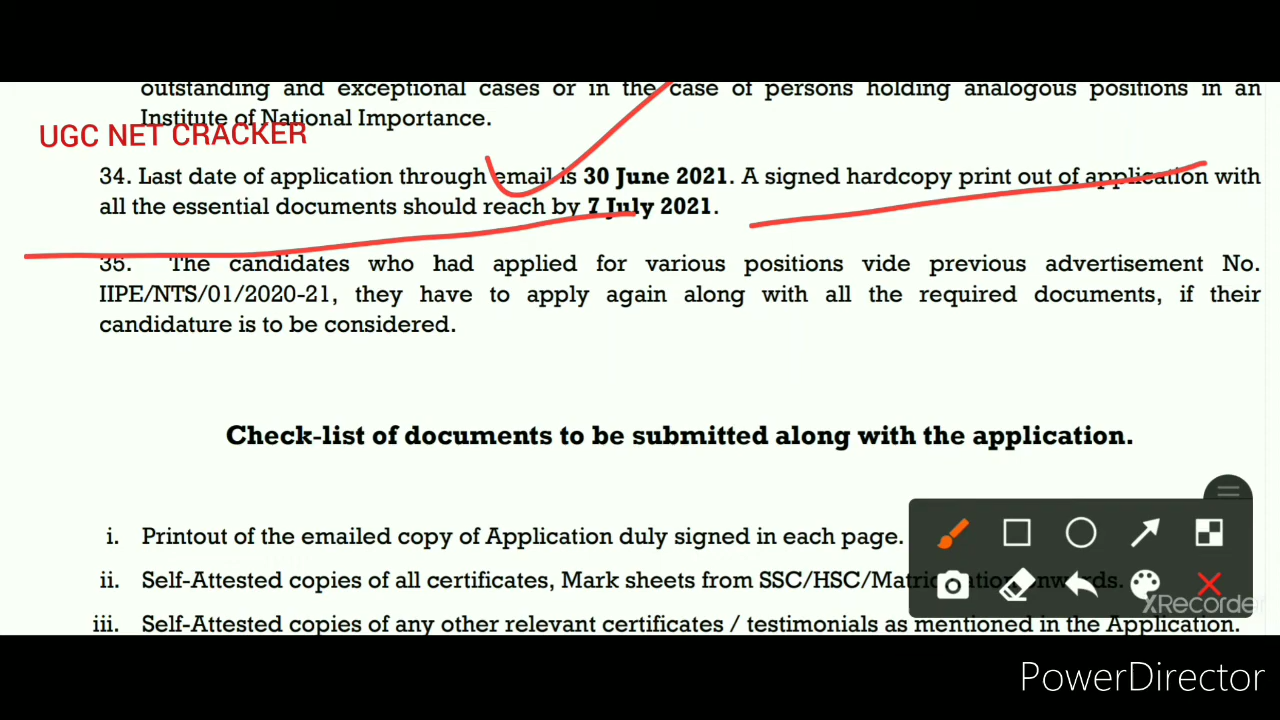 outstanding and exceptional cases or in the case of persons holding analogous positions in an
Institute of National Importance.
UGC NET CRACKER
34. Last date of application through email is 30 June 2021. A signed hardcopy print out of application with
all the essential documents should reach by 7 July 2021.
35. The candidates who had applied for various positions vide previous advertisement No.
IIPE/NTS/01/2020-21, they have to apply again along with all the required documents, if their
candidature is to be considered.
Check-list of documents to be submitted along with the application.
i. Printout of the emailed copy of Application duly signed in each page.
ii. Self-Attested copies of all certificates, Mark sheets from SSC/HSC/Matriculation onwards.
iii. Self-Attested copies of any other relevant certificates / testimonials as mentioned in the Application.
XRecorder
PowerDirector